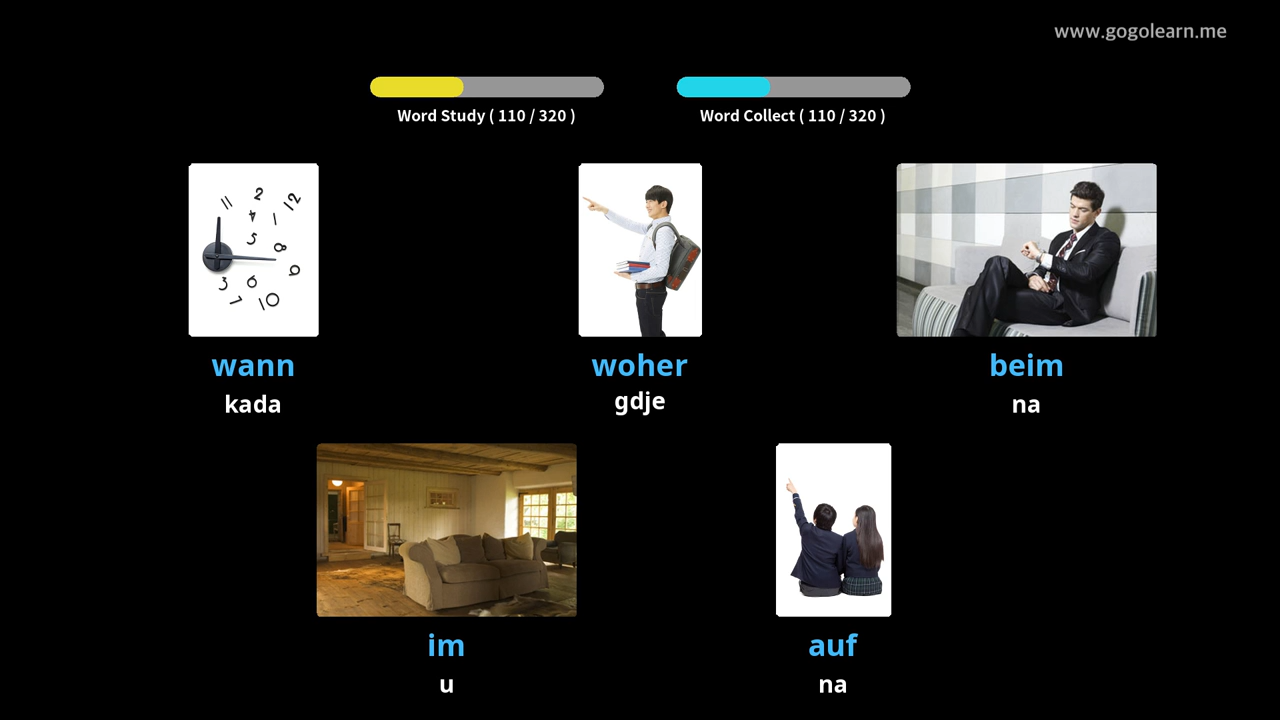 www.gogolearn.me
Word Study ( 110 / 320 )
Word Collect ( 110 / 320 )
wann
kada
woher
gdje
beim
na
im
u
auf
na